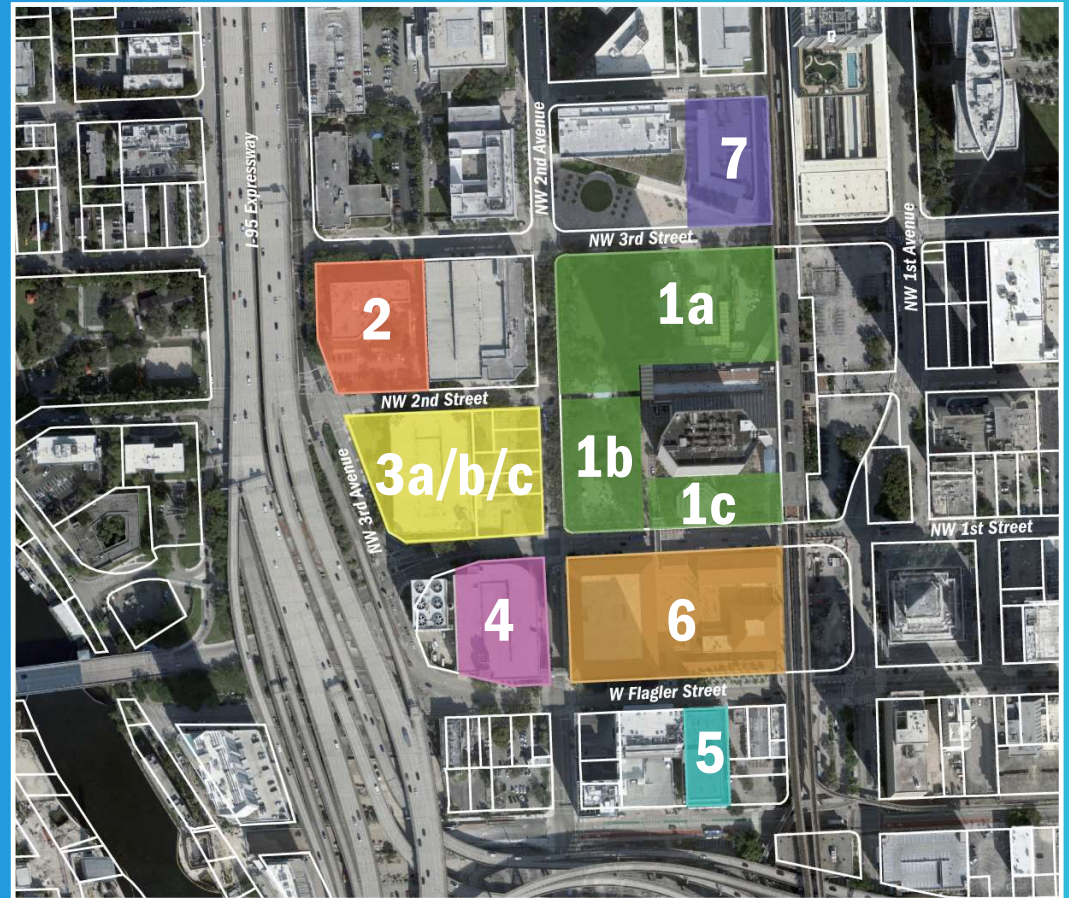 I-95 Expressway
NW 2nd Avenue
7
NW 3rd Street
NW 1st Avenue
2
1a
NW 2nd Street
3a/b/c
1b
1c
NW 3rd Avenue
NW 1st Street
4
6
W Flagler Street
5